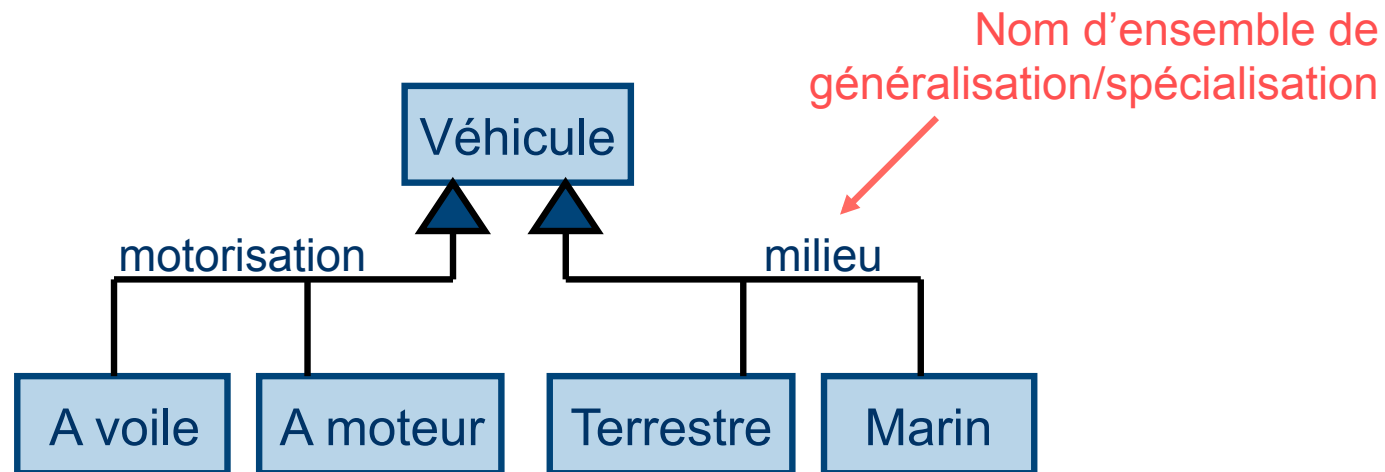 Nom d’ensemble de
généralisation/spécialisation
Véhicule
motorisation
milieu
A voile
A moteur
Terrestre
Marin